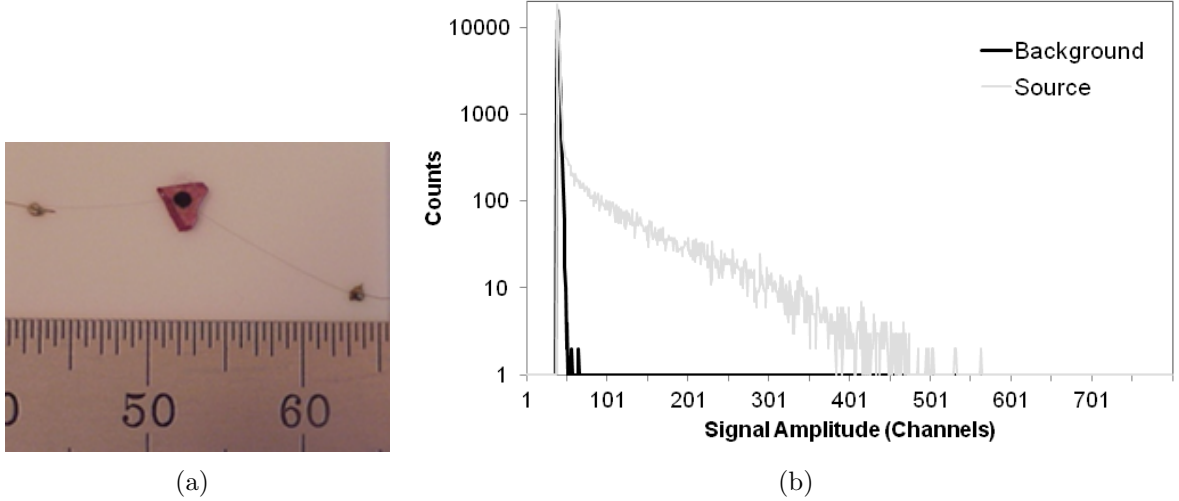 10000
1000
100
10
1
Counts
Background
Source
1 101 201 301 401 501 601 701
Signal Amplitude (Channels)
0 50 60
(a)
(b)